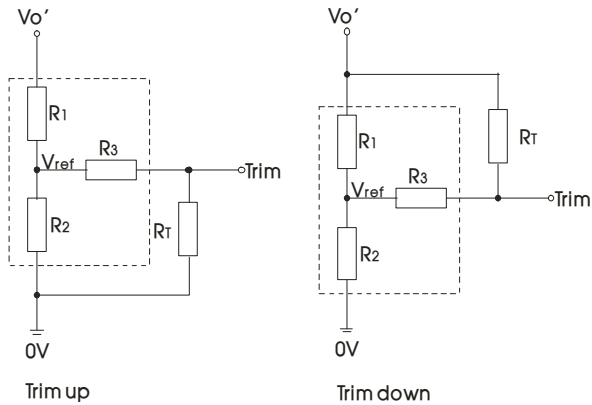 Vo'
R1
Vref
R3
Trim
R2
RT
0V
Trim up
Vo'
R1
RT
R3
Vref
Trim
R2
0V
Trim down